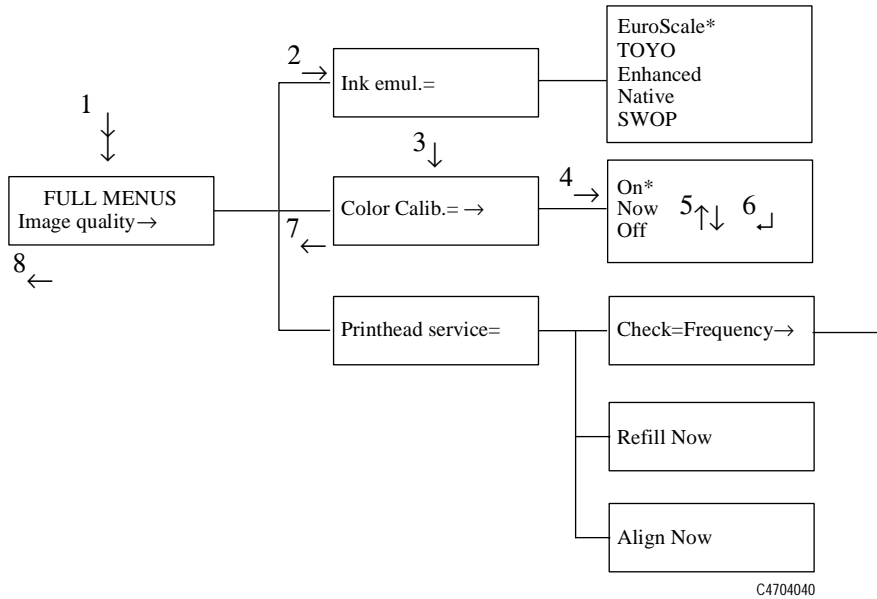 EuroScale*
TOYO
Enhanced
Native
SWOP
2 →
Ink emul.=
1 ↓
3 ↓
4 →
FULL MENUS
Image quality→
Color Calib.= →
On*
Now
Off
5 ↑↓ 6 ↵
7 ←
8 ←
Printhead service=
Check=Frequency→
Refill Now
Align Now
C4704040